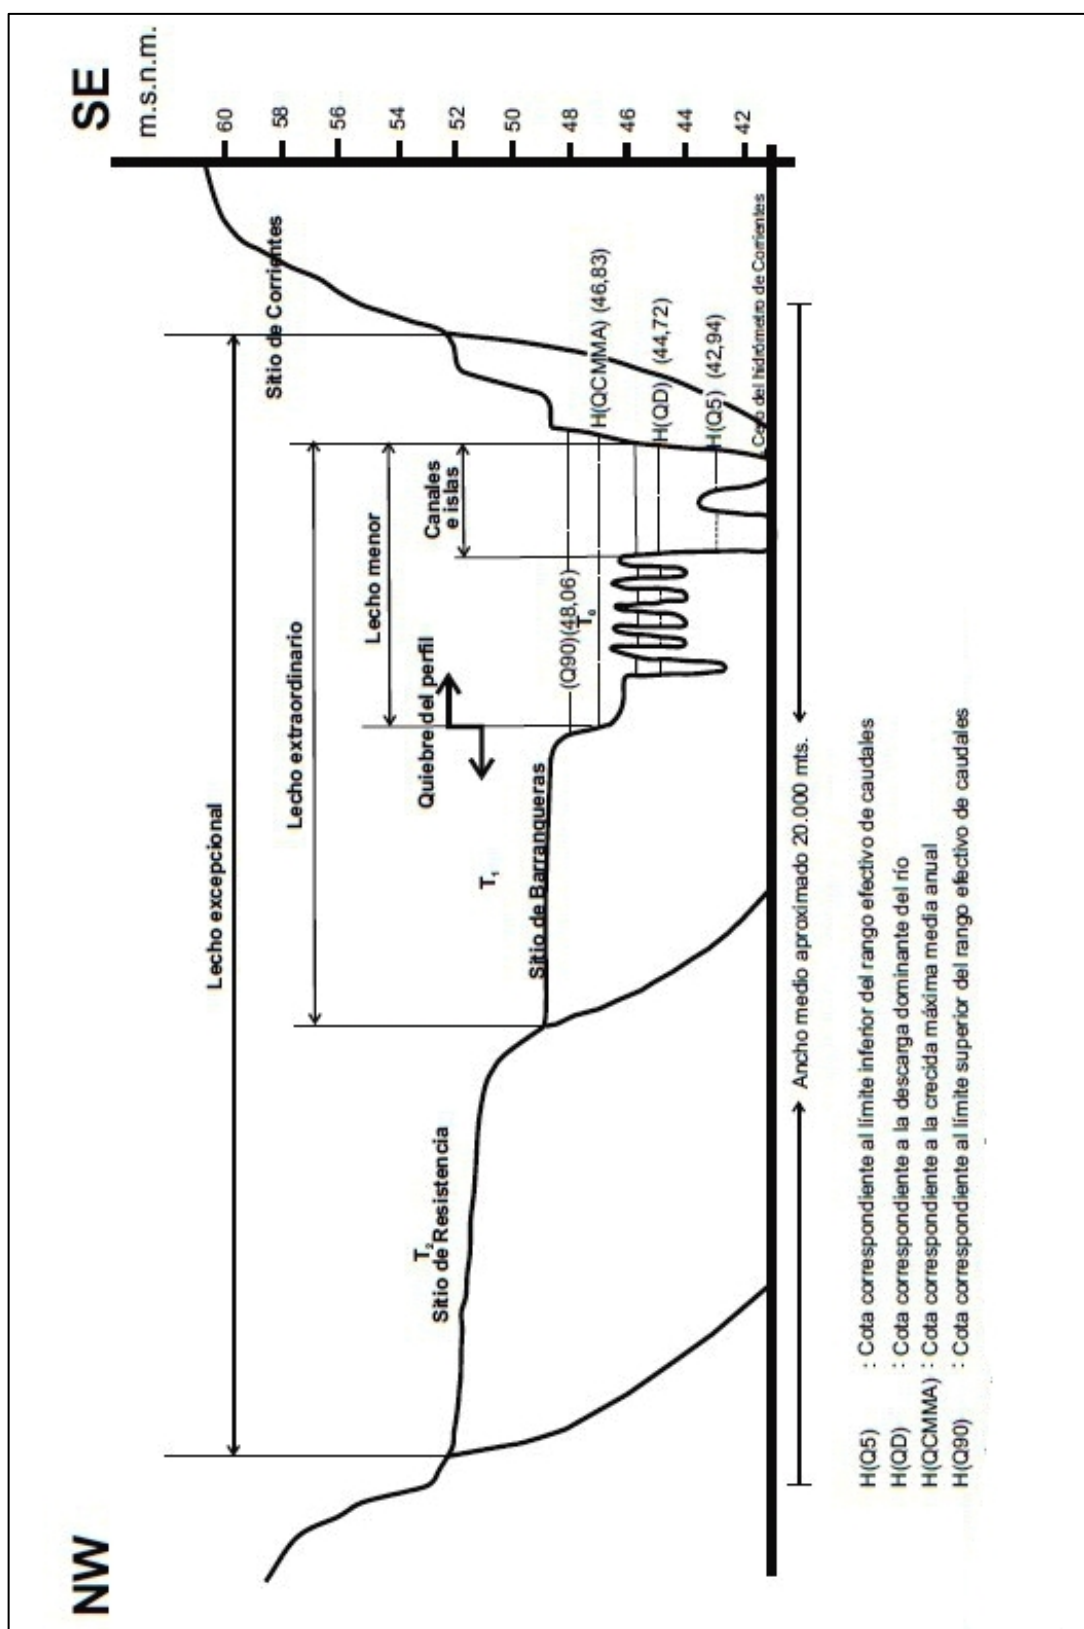 NW
SE
m.s.n.m.
60
58
56
54
52
50
48
46
44
42
Lecho excepcional
Sitio de Corrientes
Lecho extraordinario
Lecho menor
Canales
e islas
Quiebre del perfil
H(QCMMA) (46,83)
H(QD) (44,72)
H(Q5) (42,94)
Cero del hidrómetro de Corrientes
(Q90)(48,06)
T₀
T₁
Sitio de Barranqueras
T₂
Sitio de Resistencia
Ancho medio aproximado 20.000 mts.
H(Q5) : Cota correspondiente al límite inferior del rango efectivo de caudales
H(QD) : Cota correspondiente a la descarga dominante del río
H(QCMMA) : Cota correspondiente a la crecida máxima media anual
H(Q90) : Cota correspondiente al límite superior del rango efectivo de caudales